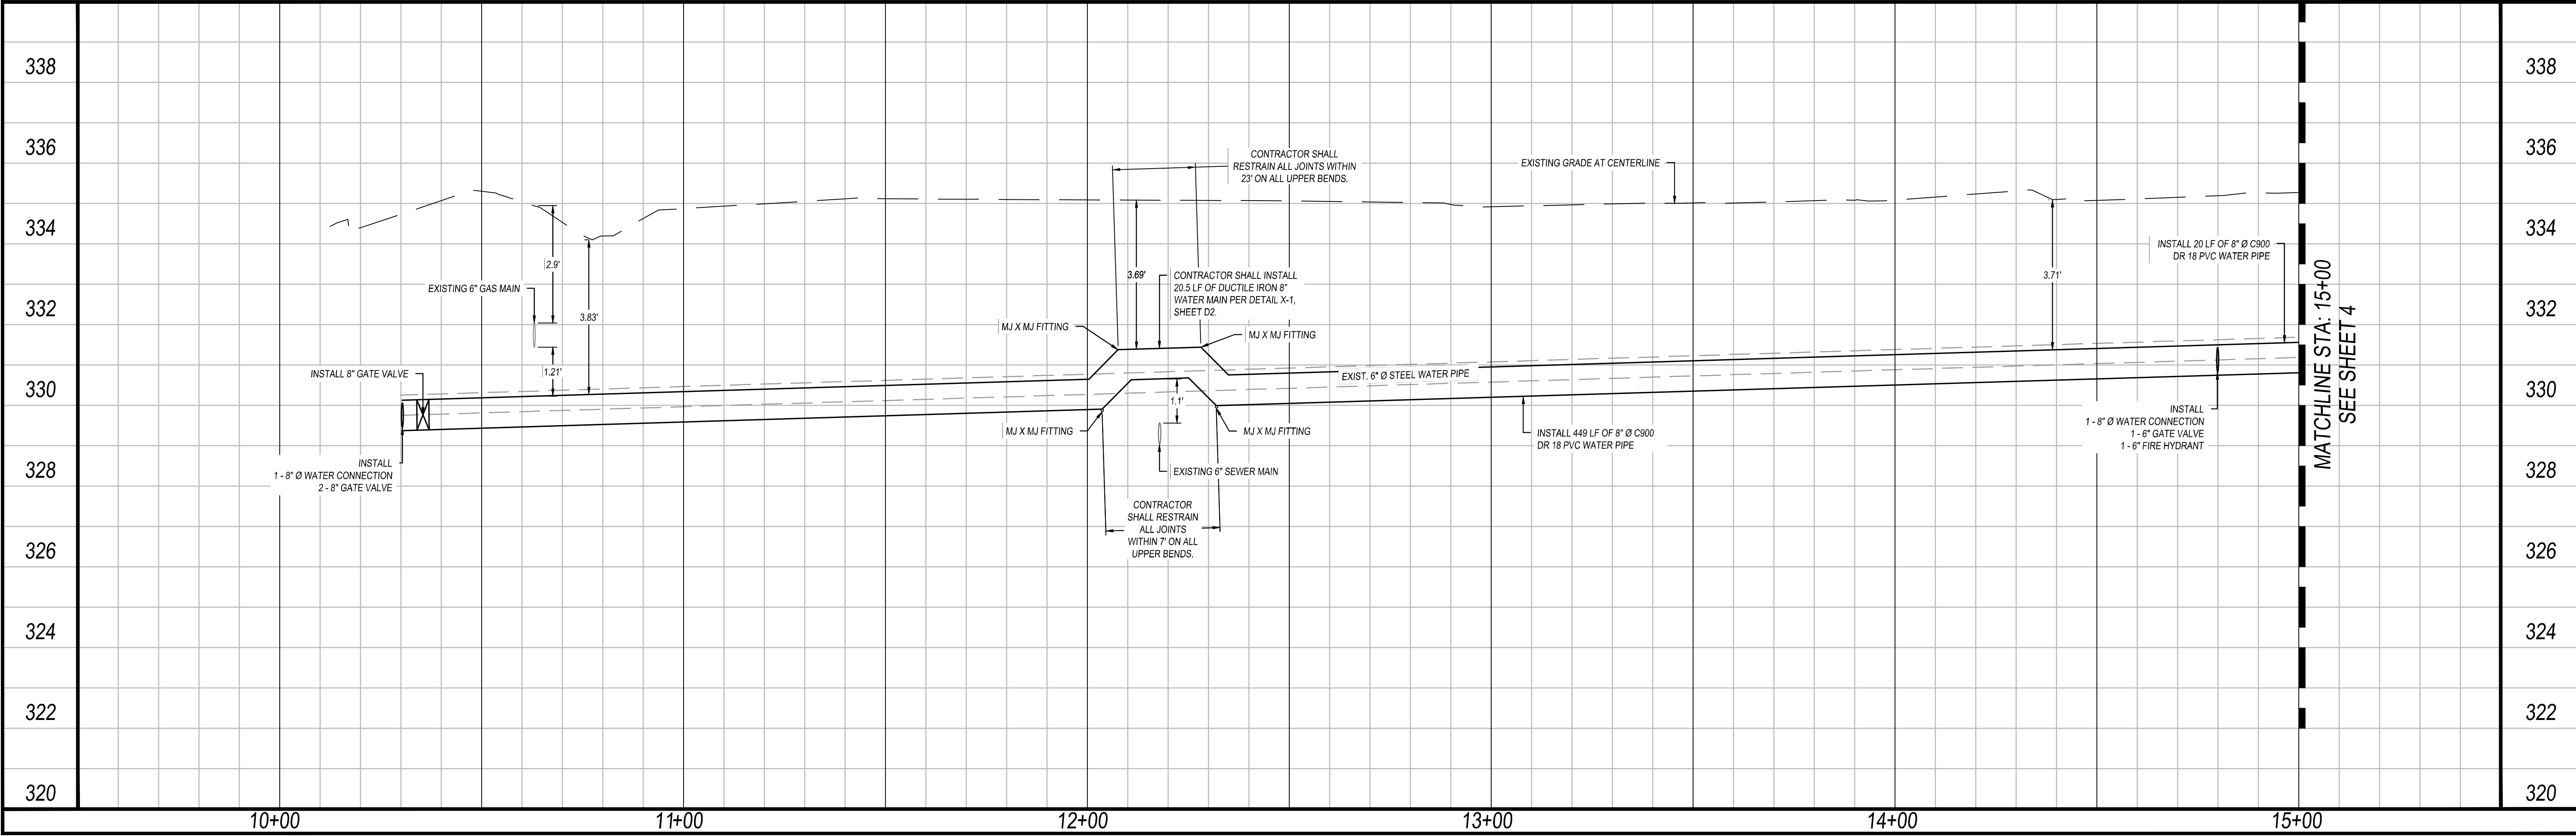 338
338
336
336
334
334
332
332
330
330
328
328
326
326
324
324
322
322
320
320
CONTRACTOR SHALL
RESTRAIN ALL JOINTS WITHIN
23' ON ALL UPPER BENDS.
EXISTING GRADE AT CENTERLINE
INSTALL 20 LF OF 8" Ø C900
DR 18 PVC WATER PIPE
2.9'
EXISTING 6" GAS MAIN
3.83'
1.21'
3.69'
CONTRACTOR SHALL INSTALL
20.5 LF OF DUCTILE IRON 8"
WATER MAIN PER DETAIL X-1,
SHEET D2.
3.71'
MJ X MJ FITTING
MJ X MJ FITTING
INSTALL 8" GATE VALVE
EXIST. 6" Ø STEEL WATER PIPE
1.1'
MJ X MJ FITTING
MJ X MJ FITTING
INSTALL
1 - 8" Ø WATER CONNECTION
2 - 8" GATE VALVE
EXISTING 6" SEWER MAIN
INSTALL 449 LF OF 8" Ø C900
DR 18 PVC WATER PIPE
INSTALL
1 - 8" Ø WATER CONNECTION
1 - 6" GATE VALVE
1 - 6" FIRE HYDRANT
CONTRACTOR
SHALL RESTRAIN
ALL JOINTS
WITHIN 7' ON ALL
UPPER BENDS.
MATCHLINE STA: 15+00
SEE SHEET 4
10+00
11+00
12+00
13+00
14+00
15+00